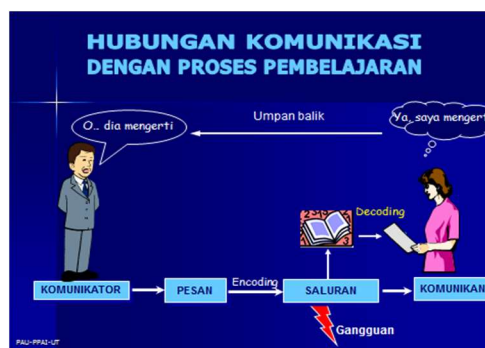 HUBUNGAN KOMUNIKASI
DENGAN PROSES PEMBELAJARAN
O.. dia mengerti
Umpan balik
Ya, saya mengerti
Decoding
KOMUNIKATOR
PESAN
Encoding
SALURAN
KOMUNIKAN
Gangguan
PAU-PPAI-UT